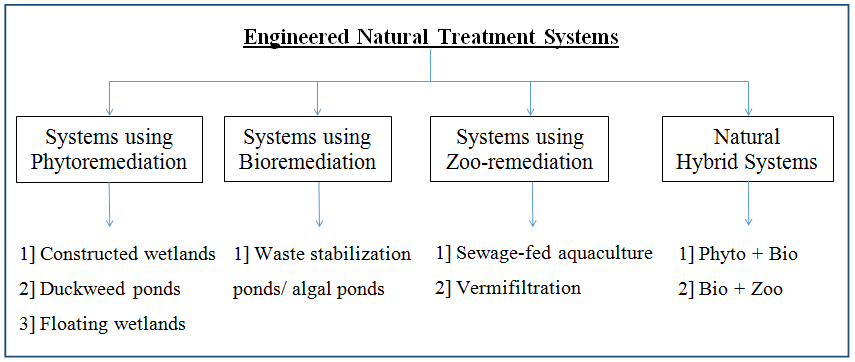 Engineered Natural Treatment Systems
Systems using
Phytoremediation
Systems using
Bioremediation
Systems using
Zoo-remediation
Natural
Hybrid Systems
1] Constructed wetlands
2] Duckweed ponds
3] Floating wetlands
1] Waste stabilization
ponds/ algal ponds
1] Sewage-fed aquaculture
2] Vermifiltration
1] Phyto + Bio
2] Bio + Zoo